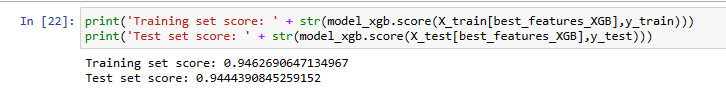 In [22]: print('Training set score: ' + str(model_xgb.score(X_train[best_features_XGB],y_train)))
print('Test set score: ' + str(model_xgb.score(X_test[best_features_XGB],y_test)))
Training set score: 0.9462690647134967
Test set score: 0.9444390845259152